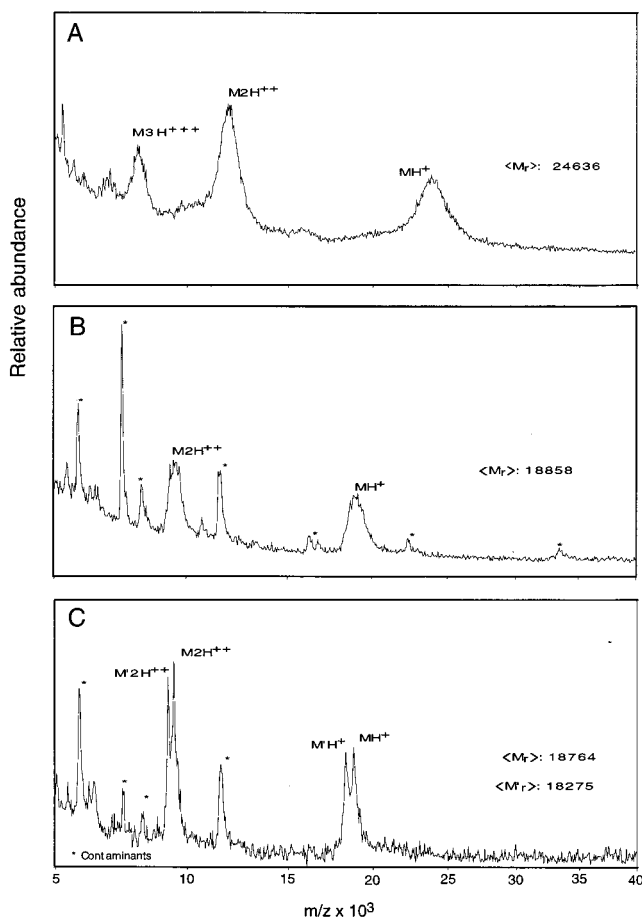 Relative abundance
A
M3H+++
M2H++
MH+
<Mr>: 24636
B
*
*
*
M2H++
*
*
MH+
*
*
<Mr>: 18858
C
*
*
*
M'2H++
M2H++
*
M'H+
MH+
<Mr>: 18764
<M'r>: 18275
* Contaminants
5 10 15 20 25 30 35 40
m/z x 10³